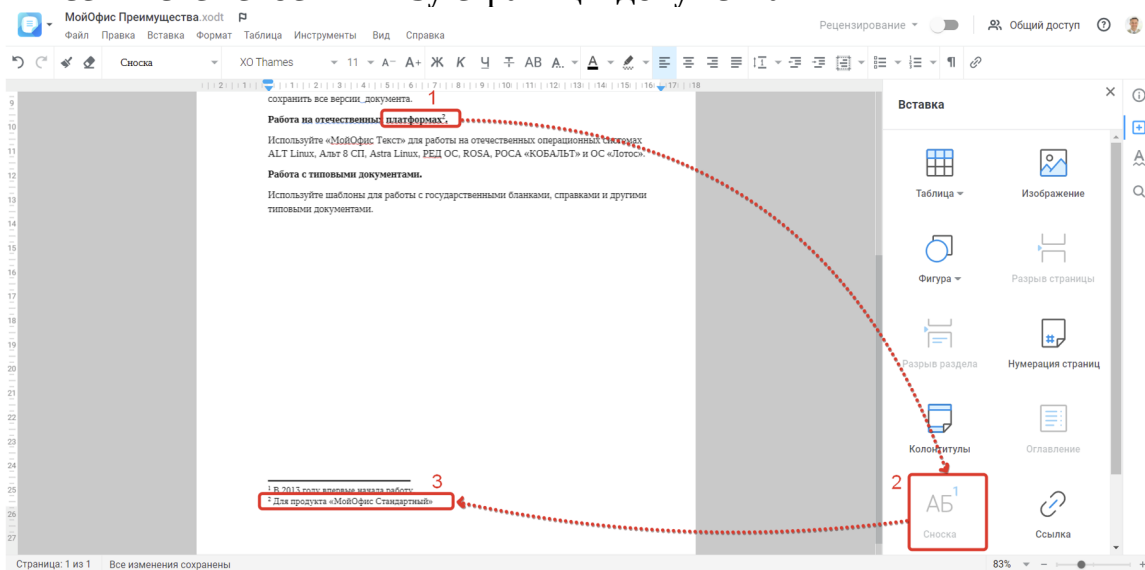 МойОфис Преимущества.xodt
Файл Правка Вставка Формат Таблица Инструменты Вид Справка
Рецензирование
Общий доступ
Сноска
XO Thames
11
A− A+ Ж К Ч Т АВ А..
Вставка
сохранить все версии документа.
1
Работа на отечественных платформах².
Используйте «МойОфис Текст» для работы на отечественных операционных системах
ALT Linux, Альт 8 СП, Astra Linux, РЕД ОС, ROSA, РОСА «КОБАЛЬТ» и ОС «Лотос».
Работа с типовыми документами.
Используйте шаблоны для работы с государственными бланками, справками и другими
типовыми документами.
3
¹ В 2013 году впервые начала работу
² Для продукта «МойОфис Стандартный»
Таблица
Изображение
Фигура
Разрыв страницы
Разрыв раздела
Нумерация страниц
Колонтитулы
Оглавление
2
АБ¹
Сноска
Ссылка
Страница: 1 из 1
Все изменения сохранены
83%